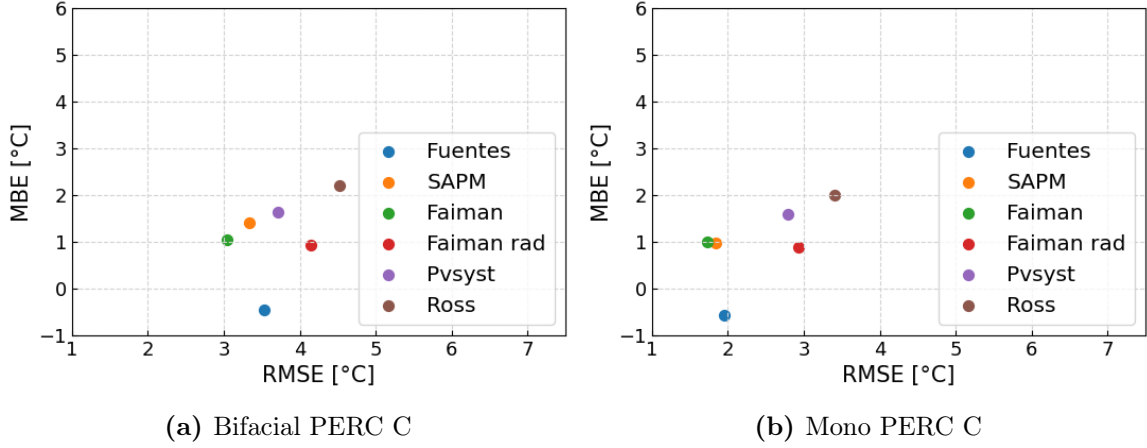 6
5
4
3
2
1
0
−1
MBE [°C]
1 2 3 4 5 6 7
RMSE [°C]
Fuentes
SAPM
Faiman
Faiman rad
Pvsyst
Ross
(a) Bifacial PERC C
6
5
4
3
2
1
0
−1
MBE [°C]
1 2 3 4 5 6 7
RMSE [°C]
Fuentes
SAPM
Faiman
Faiman rad
Pvsyst
Ross
(b) Mono PERC C